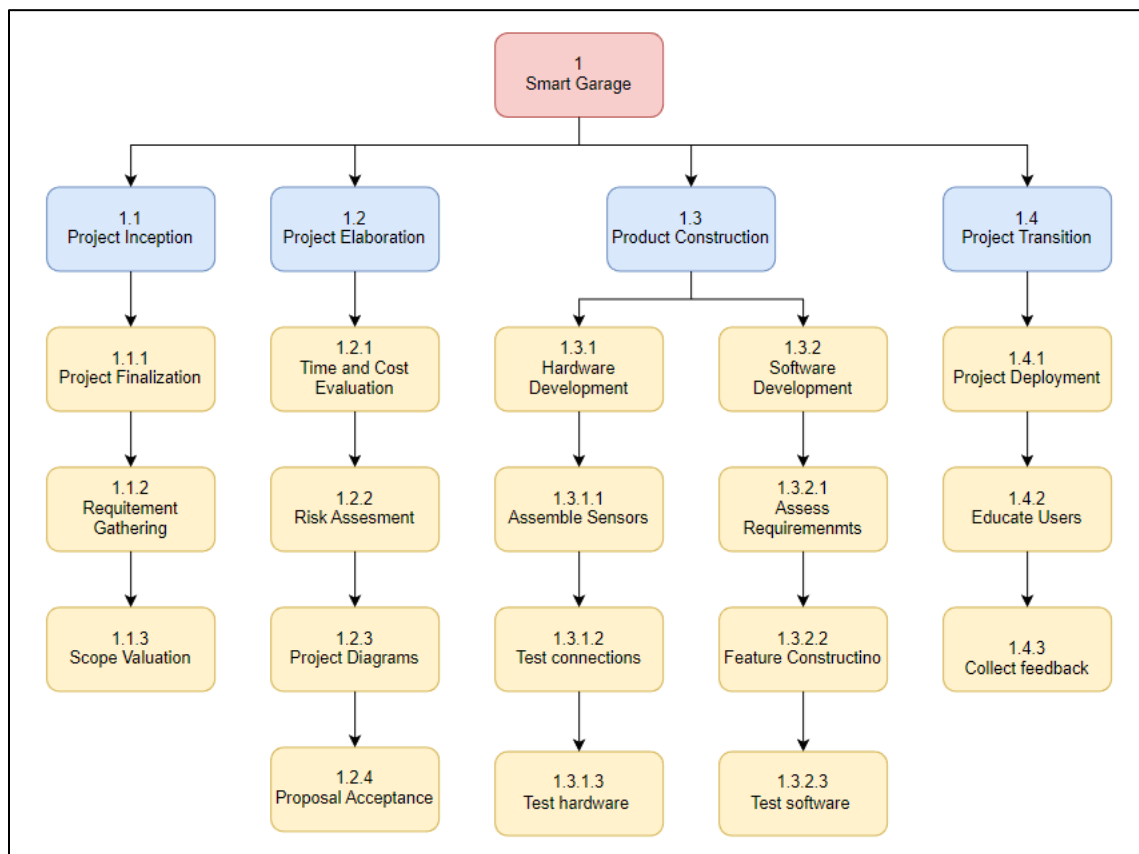 1
Smart Garage
1.1
Project Inception
1.2
Project Elaboration
1.3
Product Construction
1.4
Project Transition
1.1.1
Project Finalization
1.2.1
Time and Cost
Evaluation
1.3.1
Hardware
Development
1.3.2
Software
Development
1.4.1
Project Deployment
1.1.2
Requitement
Gathering
1.2.2
Risk Assesment
1.3.1.1
Assemble Sensors
1.3.2.1
Assess
Requiremenmts
1.4.2
Educate Users
1.1.3
Scope Valuation
1.2.3
Project Diagrams
1.3.1.2
Test connections
1.3.2.2
Feature Constructino
1.4.3
Collect feedback
1.2.4
Proposal Acceptance
1.3.1.3
Test hardware
1.3.2.3
Test software